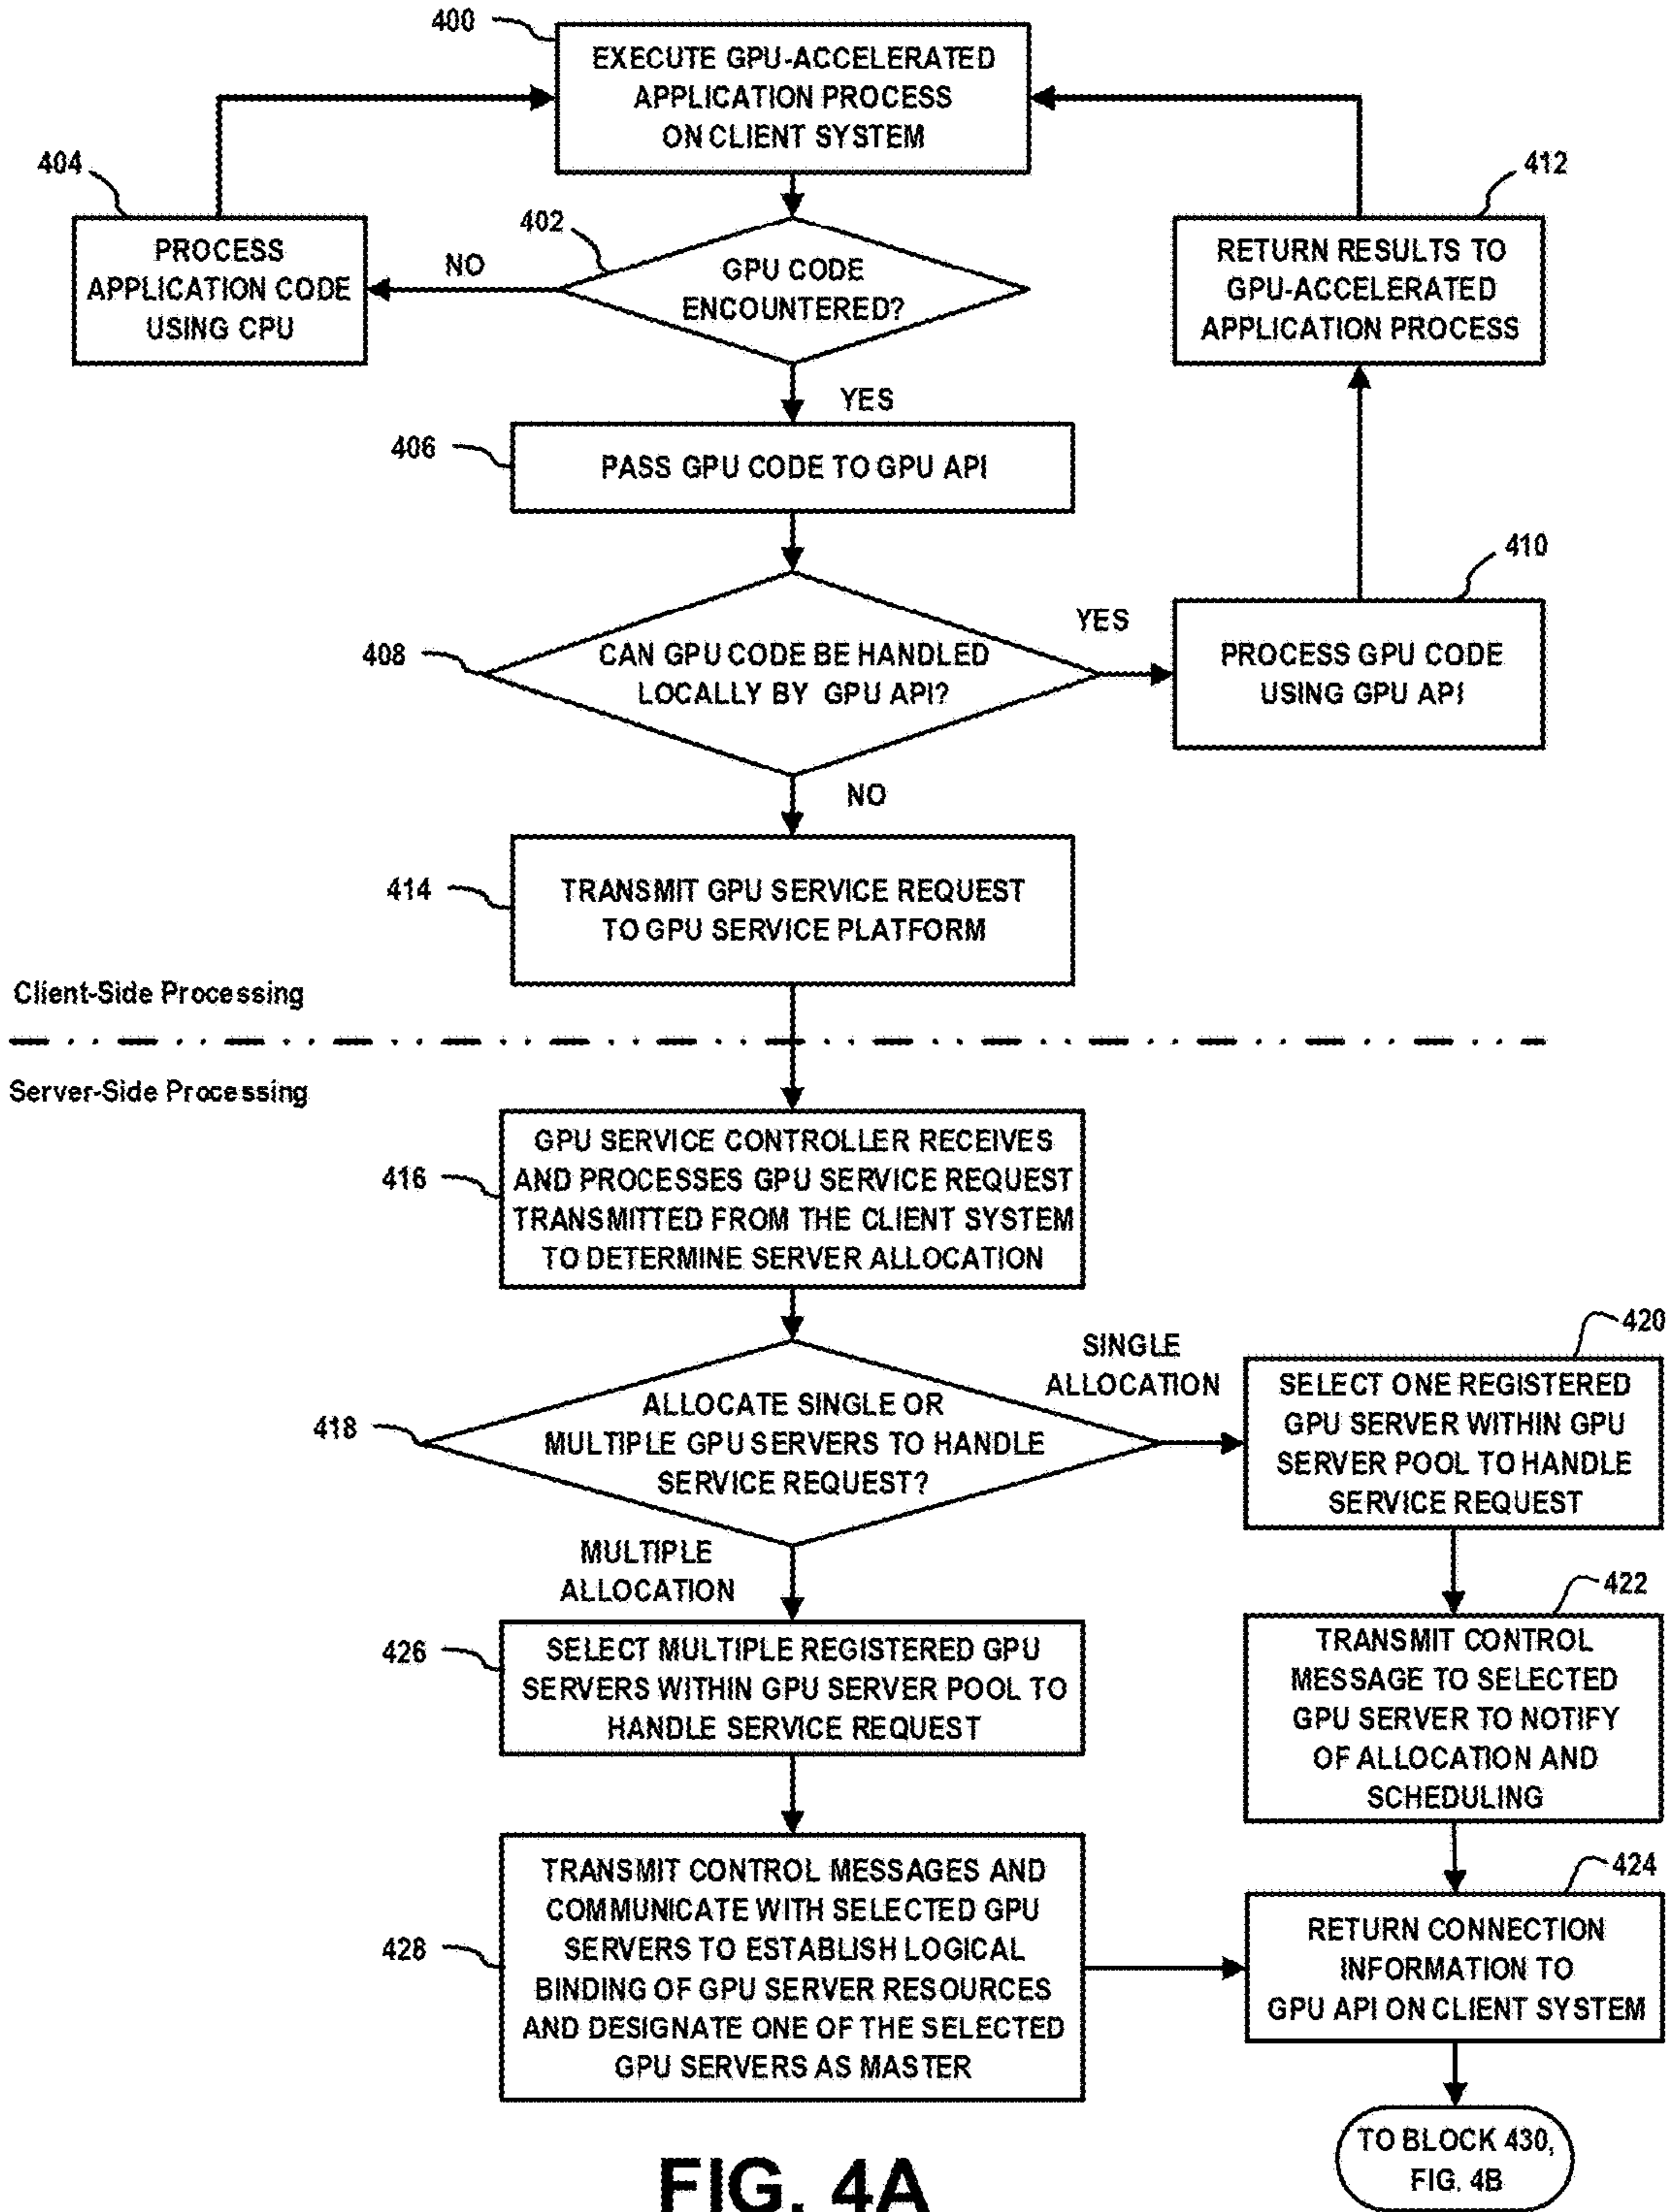 400
EXECUTE GPU-ACCELERATED
APPLICATION PROCESS
ON CLIENT SYSTEM
404
PROCESS
APPLICATION CODE
USING CPU
NO
402
GPU CODE
ENCOUNTERED?
412
RETURN RESULTS TO
GPU-ACCELERATED
APPLICATION PROCESS
YES
406
PASS GPU CODE TO GPU API
408
CAN GPU CODE BE HANDLED
LOCALLY BY GPU API?
YES
410
PROCESS GPU CODE
USING GPU API
NO
414
TRANSMIT GPU SERVICE REQUEST
TO GPU SERVICE PLATFORM
Client-Side Processing
Server-Side Processing
416
GPU SERVICE CONTROLLER RECEIVES
AND PROCESSES GPU SERVICE REQUEST
TRANSMITTED FROM THE CLIENT SYSTEM
TO DETERMINE SERVER ALLOCATION
418
ALLOCATE SINGLE OR
MULTIPLE GPU SERVERS TO HANDLE
SERVICE REQUEST?
SINGLE
ALLOCATION
420
SELECT ONE REGISTERED
GPU SERVER WITHIN GPU
SERVER POOL TO HANDLE
SERVICE REQUEST
MULTIPLE
ALLOCATION
422
TRANSMIT CONTROL
MESSAGE TO SELECTED
GPU SERVER TO NOTIFY
OF ALLOCATION AND
SCHEDULING
426
SELECT MULTIPLE REGISTERED GPU
SERVERS WITHIN GPU SERVER POOL TO
HANDLE SERVICE REQUEST
428
TRANSMIT CONTROL MESSAGES AND
COMMUNICATE WITH SELECTED GPU
SERVERS TO ESTABLISH LOGICAL
BINDING OF GPU SERVER RESOURCES
AND DESIGNATE ONE OF THE SELECTED
GPU SERVERS AS MASTER
424
RETURN CONNECTION
INFORMATION TO
GPU API ON CLIENT SYSTEM
TO BLOCK 430,
FIG. 4B
FIG. 4A